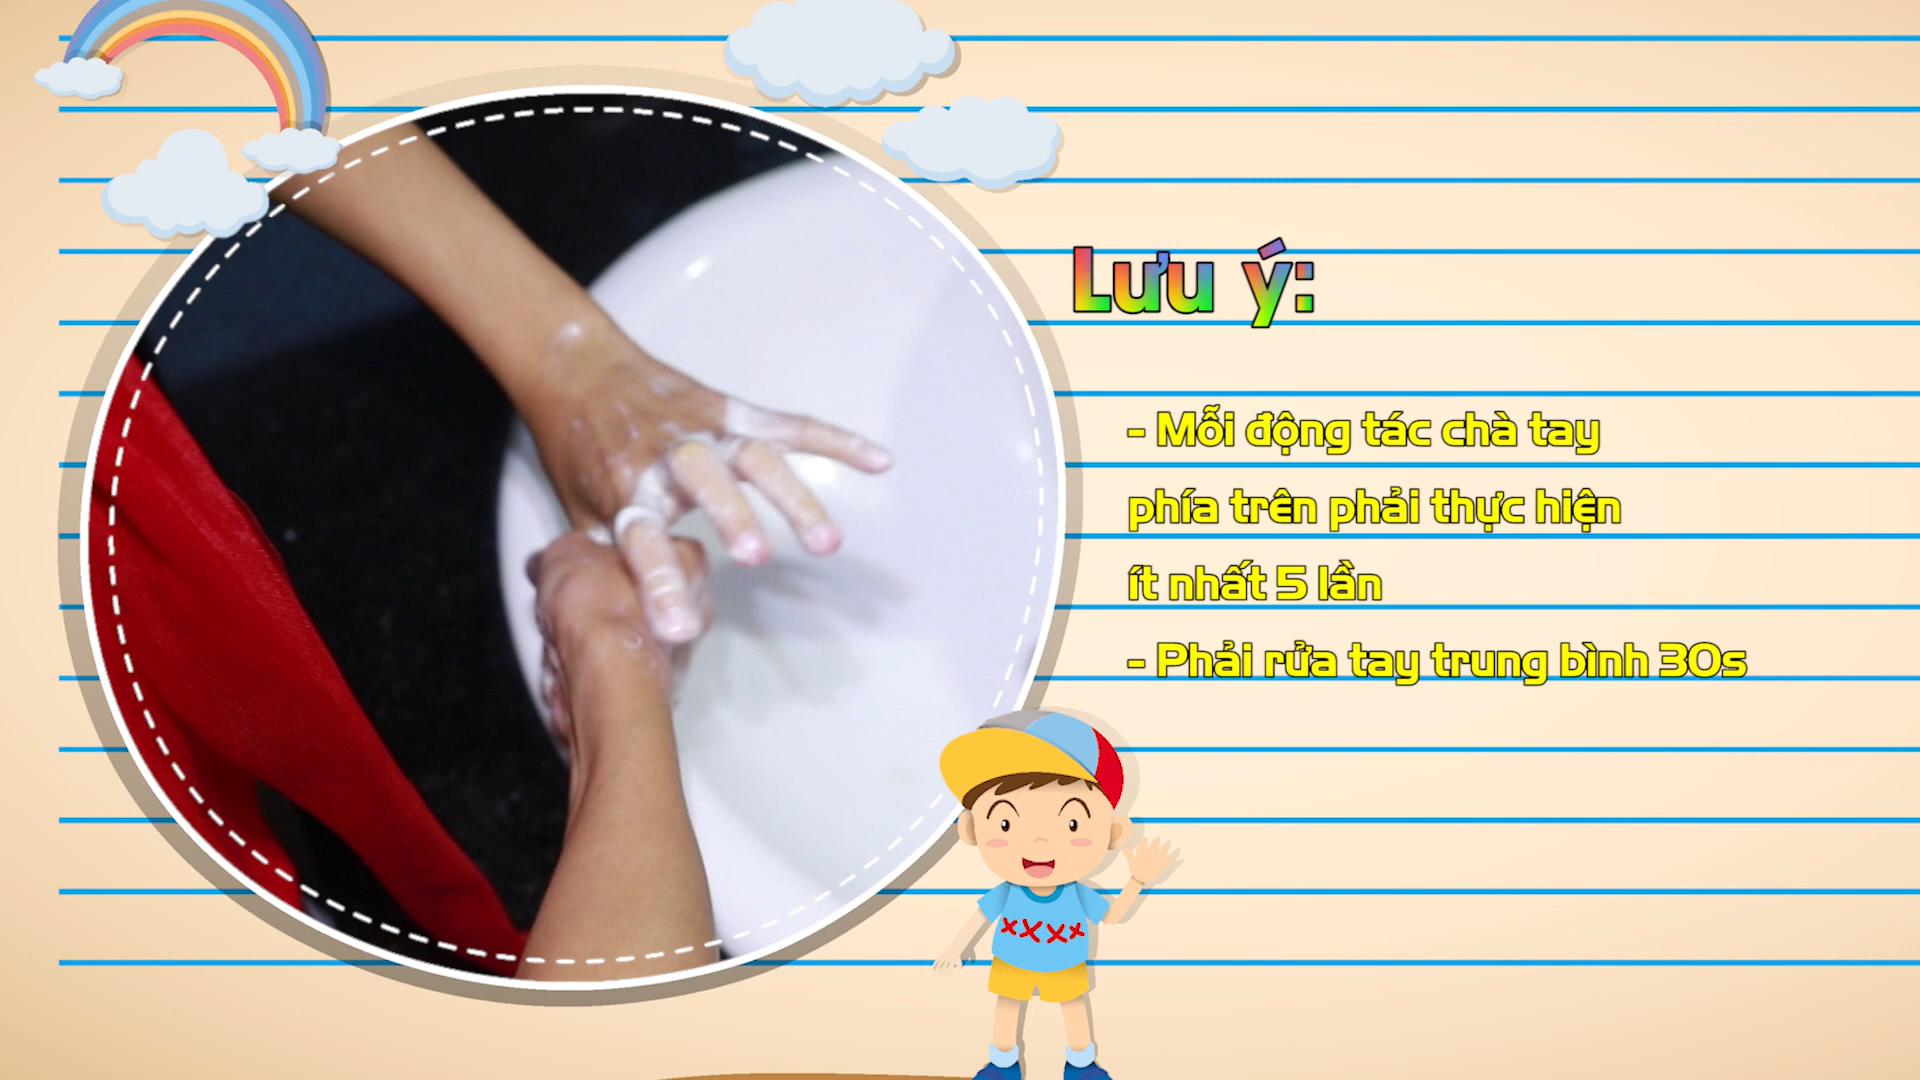 Lưu ý:
- Mỗi động tác chà tay
phía trên phải thực hiện
ít nhất 5 lần
- Phải rửa tay trung bình 30s